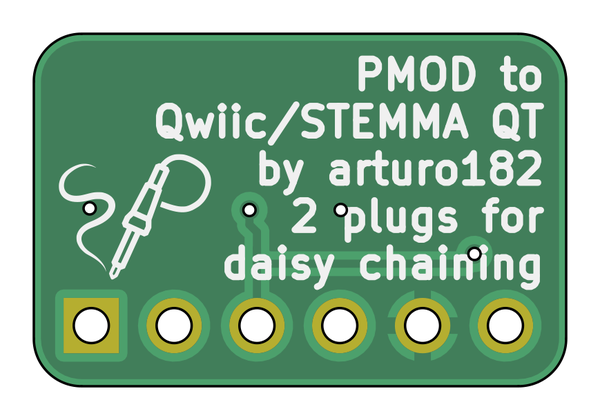 PMOD to
Qwiic/STEMMA QT
by arturo182
2 plugs for
daisy chaining